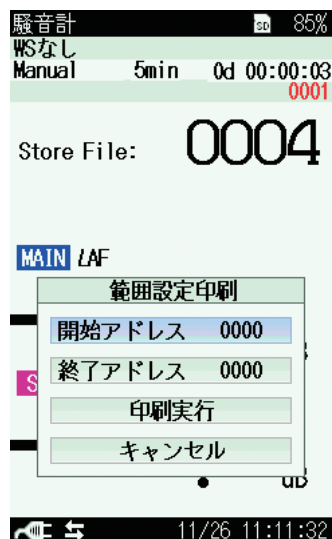 騒音計 SD 85%
WSなし
Manual 5min 0d 00:00:03
0001
Store File: 0004
MAIN LAF
範囲設定印刷
開始アドレス 0000
終了アドレス 0000
印刷実行
キャンセル
11/26 11:11:32